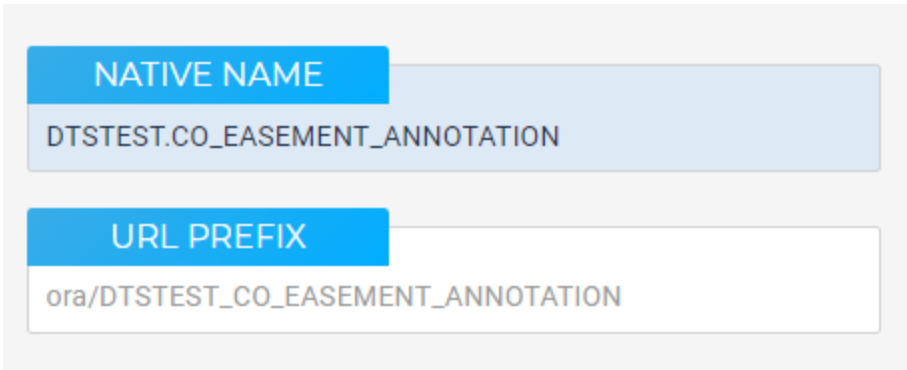 NATIVE NAME
DTSTEST.CO_EASEMENT_ANNOTATION
URL PREFIX
ora/DTSTEST_CO_EASEMENT_ANNOTATION